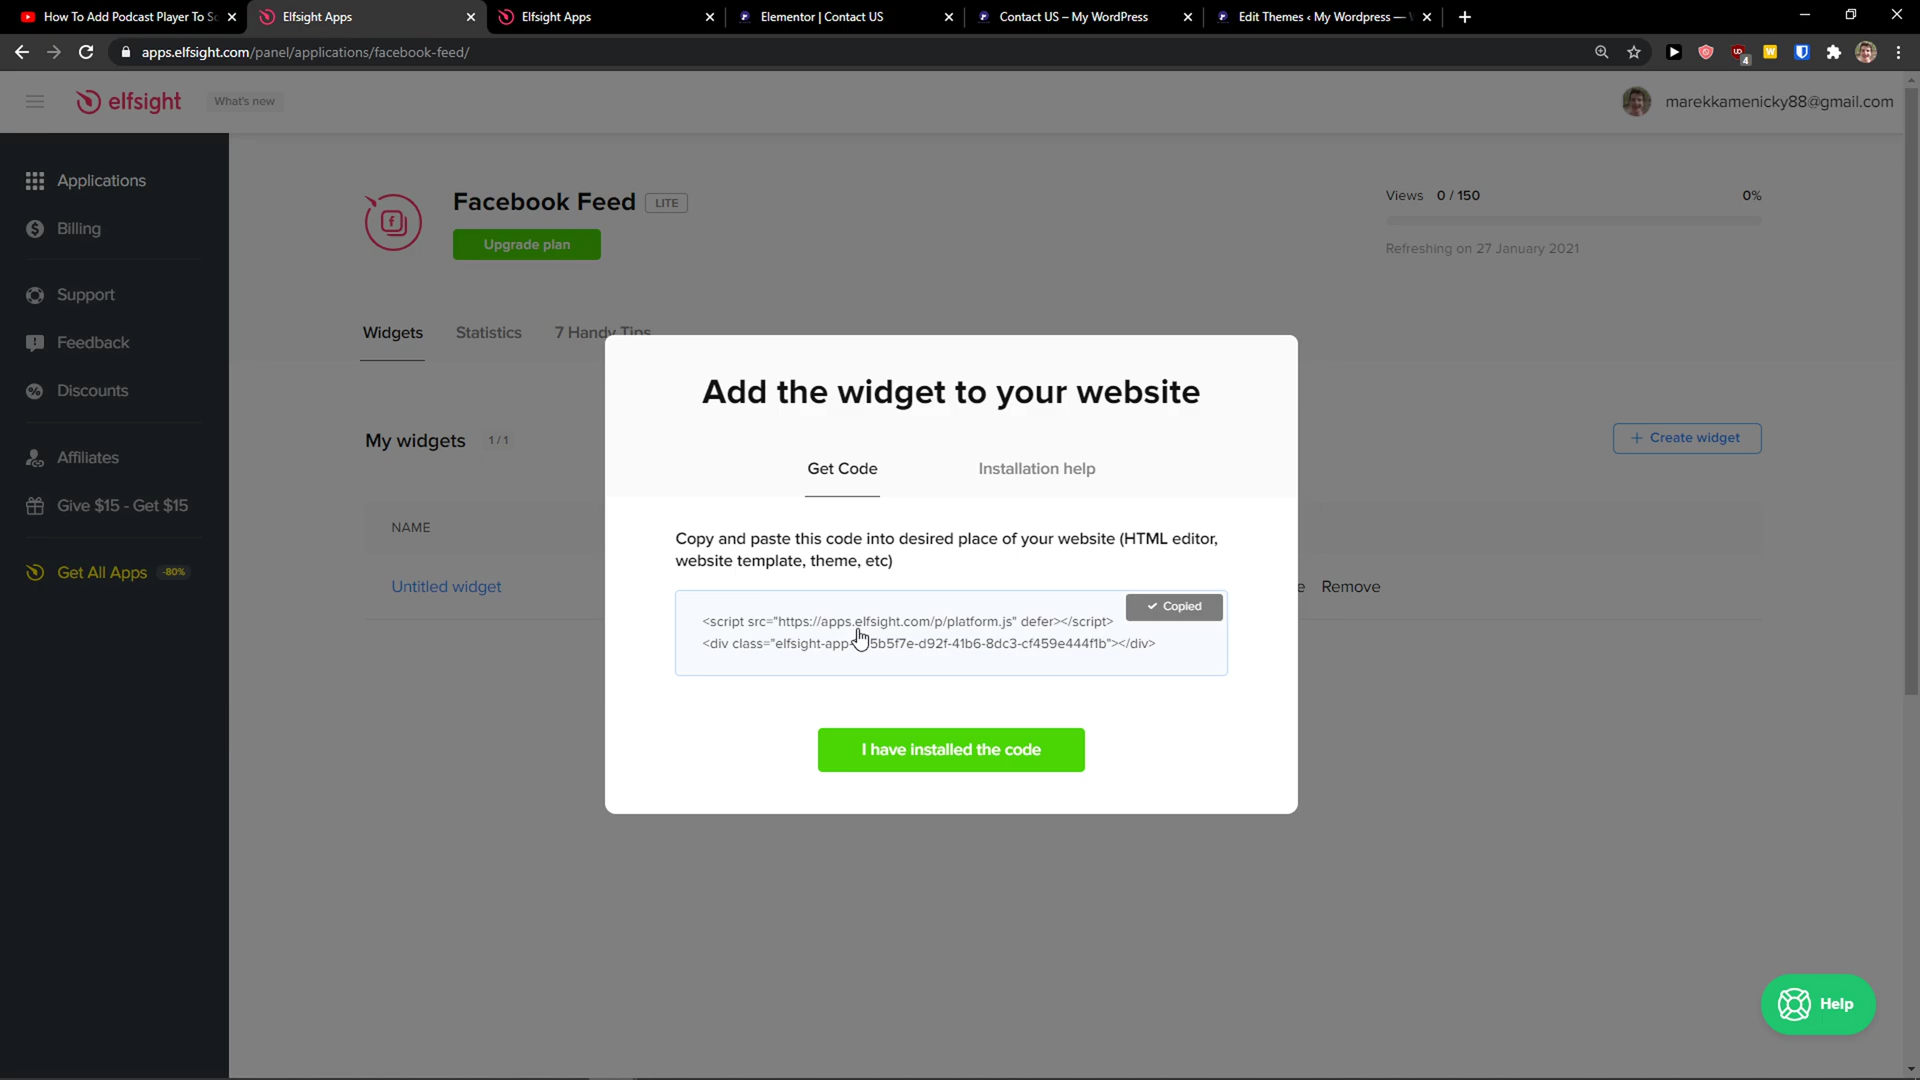 How To Add Podcast Player To Sc
Elfsight Apps
Elfsight Apps
Elementor | Contact US
Contact US – My WordPress
Edit Themes ‹ My Wordpress —
apps.elfsight.com/panel/applications/facebook-feed/
4
elfsight
What's new
marekkamenicky88@gmail.com
Applications
Billing
Support
Feedback
Discounts
Affiliates
Give $15 - Get $15
Get All Apps -80%
Facebook Feed LITE
Upgrade plan
Views 0 / 150 0%
Refreshing on 27 January 2021
Widgets
Statistics
7 Handy Tips
My widgets 1 / 1
+ Create widget
NAME
Untitled widget
Remove
Add the widget to your website
Get Code
Installation help
Copy and paste this code into desired place of your website (HTML editor,
website template, theme, etc)
✓ Copied
<script src="https://apps.elfsight.com/p/platform.js" defer></script>
<div class="elfsight-app- 5b5f7e-d92f-41b6-8dc3-cf459e444f1b"></div>
I have installed the code
Help